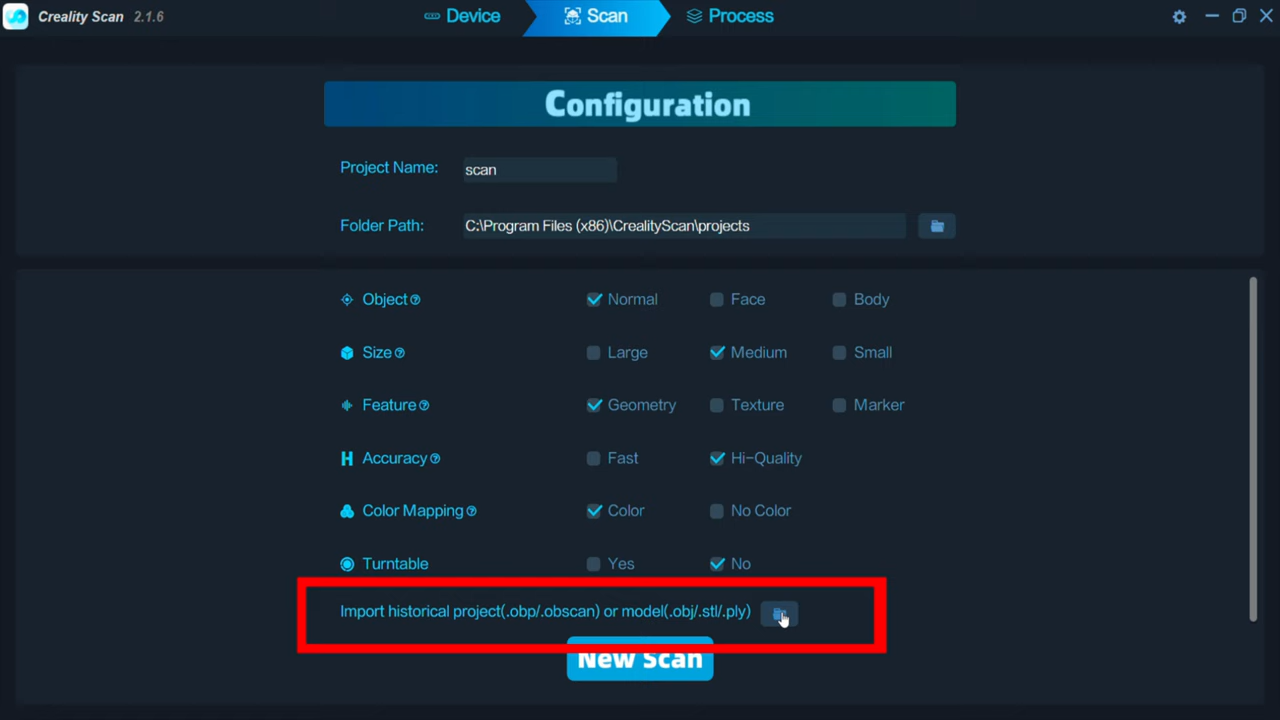 Creality Scan 2.1.6 Device Scan Process
Configuration
Project Name: scan
Folder Path: C:\Program Files (x86)\CrealityScan\projects
Object Normal Face Body
Size Large Medium Small
Feature Geometry Texture Marker
Accuracy Fast Hi-Quality
Color Mapping Color No Color
Turntable Yes No
Import historical project(.obp/.obscan) or model(.obj/.stl/.ply)
New Scan